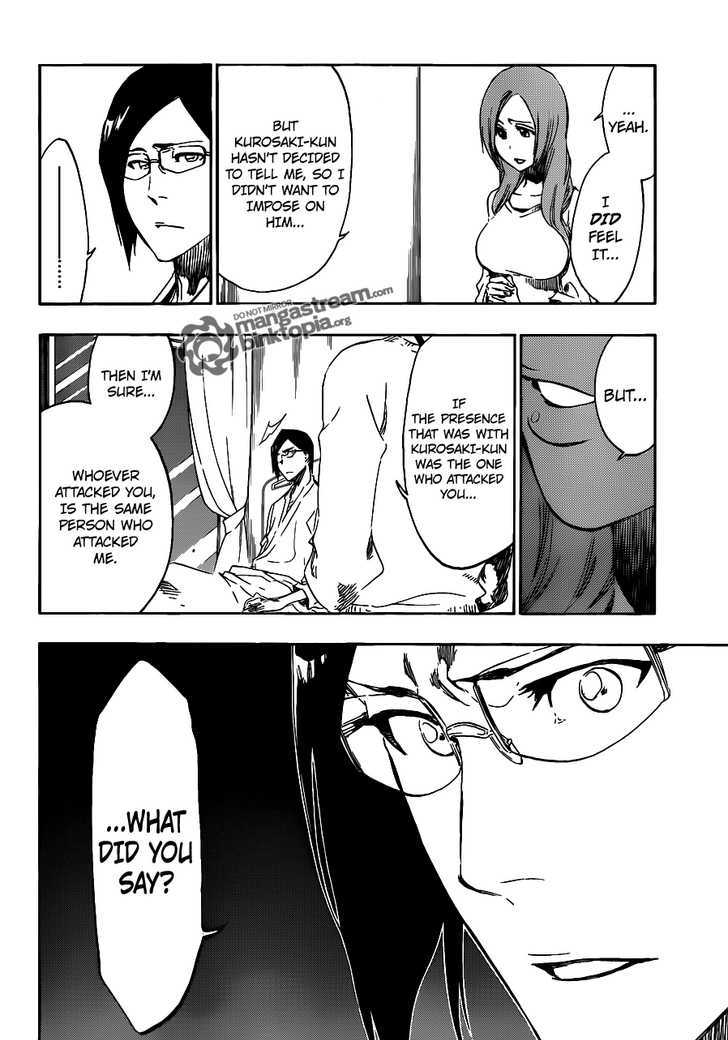 ...
YEAH.
I
DID
FEEL
IT...
BUT
KUROSAKI-KUN
HASN'T DECIDED
TO TELL ME, SO I
DIDN'T WANT TO
IMPOSE ON
HIM...
..........
DO NOT MIRROR
mangastream.com
binktopia.org
BUT...
IF
THE PRESENCE
THAT WAS WITH
KUROSAKI-KUN
WAS THE ONE
WHO ATTACKED
YOU...
THEN I'M
SURE...
WHOEVER
ATTACKED YOU,
IS THE SAME
PERSON WHO
ATTACKED
ME.
...WHAT
DID YOU
SAY?